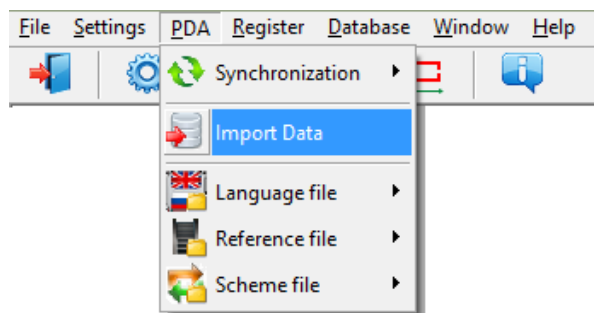 File Settings PDA Register Database Window Help
Synchronization
Import Data
Language file
Reference file
Scheme file